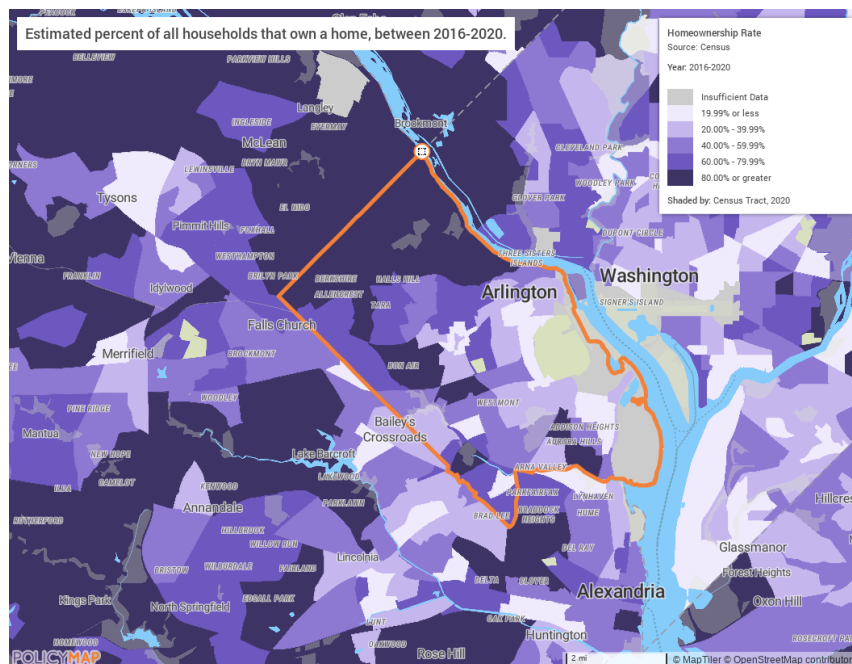 Estimated percent of all households that own a home, between 2016-2020.
Homeownership Rate
Source: Census
Year: 2016-2020
Insufficient Data
19.99% or less
20.00% - 39.99%
40.00% - 59.99%
60.00% - 79.99%
80.00% or greater
Shaded by: Census Tract, 2020
BELLEVIEW
PARKVIEW HILLS
Langley
EVERMAY
INGLESIDE
Brookmont
McLean
BRYN MAWR
CLEVELAND PARK
LEWINSVILLE
WOODLEY PARK
Tysons
EL NIDO
GLOVER PARK
Pimmit Hills
FOXHALL
DUPONT CIRCLE
Vienna
WESTHAMPTON
THREE SISTERS
ISLANDS
FRANKLIN
BRILYN PARK
BERKSHIRE
HALLS HILL
Washington
Idylwood
ALLENCREST
TARA
Arlington
SIGNER'S ISLAND
Falls Church
Merrifield
BROCKMONT
BON AIR
WOODLEY
WESTMONT
PINE RIDGE
Bailey's
Crossroads
ADDISON HEIGHTS
AURORA HILLS
Mantua
NEW HOPE
Lake Barcroft
ARNA VALLEY
CAMELOT
LAKEWOOD
ILDA
KENWOOD
PARKLAWN
PARKFAIRFAX
LYNHAVEN
Annandale
BRADLEE
BRADDOCK
HEIGHTS
HOME
RUTHERFORD
HILLBROOK
WILLOW RUN
DEL RAY
Glassmanor
Lincolnia
Forest Heights
BRISTOW
WILBURDALE
FAIRLAND
DELTA
CLOVER
Alexandria
Kings Park
North Springfield
EDSALL PARK
Oxon Hill
OAK PARK
Huntington
OAKWOOD
Rose Hill
HOMEWOOD
POLICYMAP
2 mi
© MapTiler © OpenStreetMap contributor